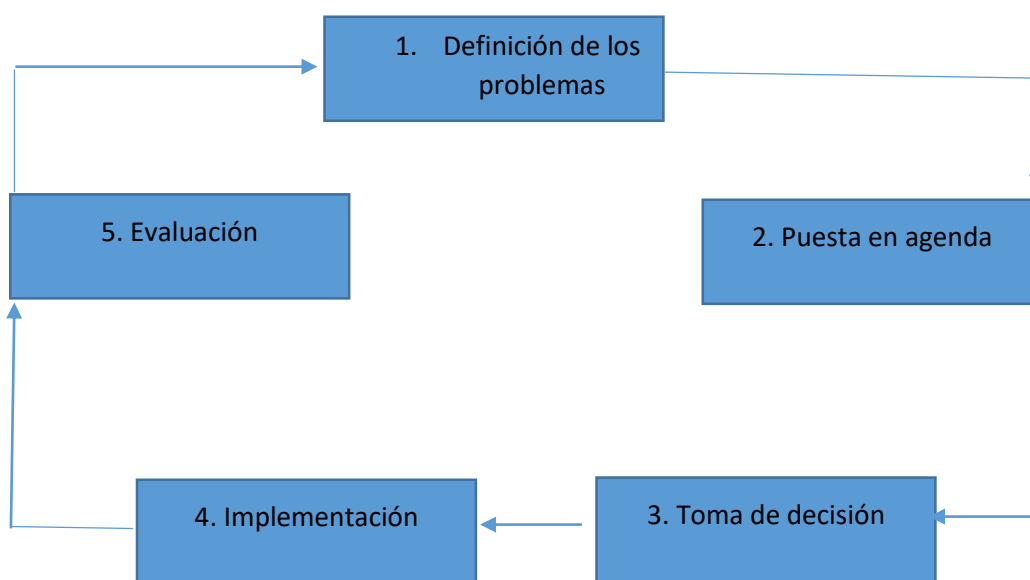 1. Definición de los
problemas
5. Evaluación
2. Puesta en agenda
4. Implementación
3. Toma de decisión